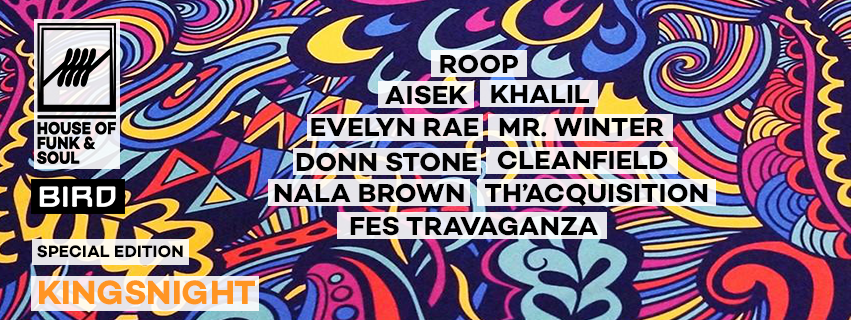 HOUSE OF
FUNK &
SOUL
BIRD
SPECIAL EDITION
KINGSNIGHT
ROOP
AISEK KHALIL
EVELYN RAE MR. WINTER
DONN STONE CLEANFIELD
NALA BROWN TH'ACQUISITION
FES TRAVAGANZA